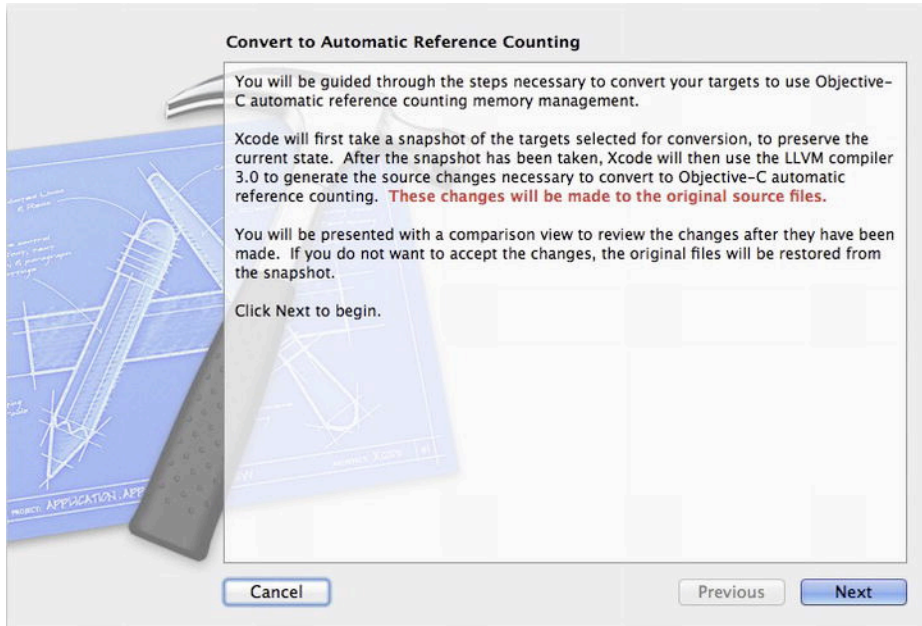 Convert to Automatic Reference Counting
You will be guided through the steps necessary to convert your targets to use Objective-
C automatic reference counting memory management.
Xcode will first take a snapshot of the targets selected for conversion, to preserve the
current state.  After the snapshot has been taken, Xcode will then use the LLVM compiler
3.0 to generate the source changes necessary to convert to Objective-C automatic
reference counting.  These changes will be made to the original source files.
You will be presented with a comparison view to review the changes after they have been
made.  If you do not want to accept the changes, the original files will be restored from
the snapshot.
Click Next to begin.
PROJECT: APPLICATION.APP
Cancel
Previous
Next